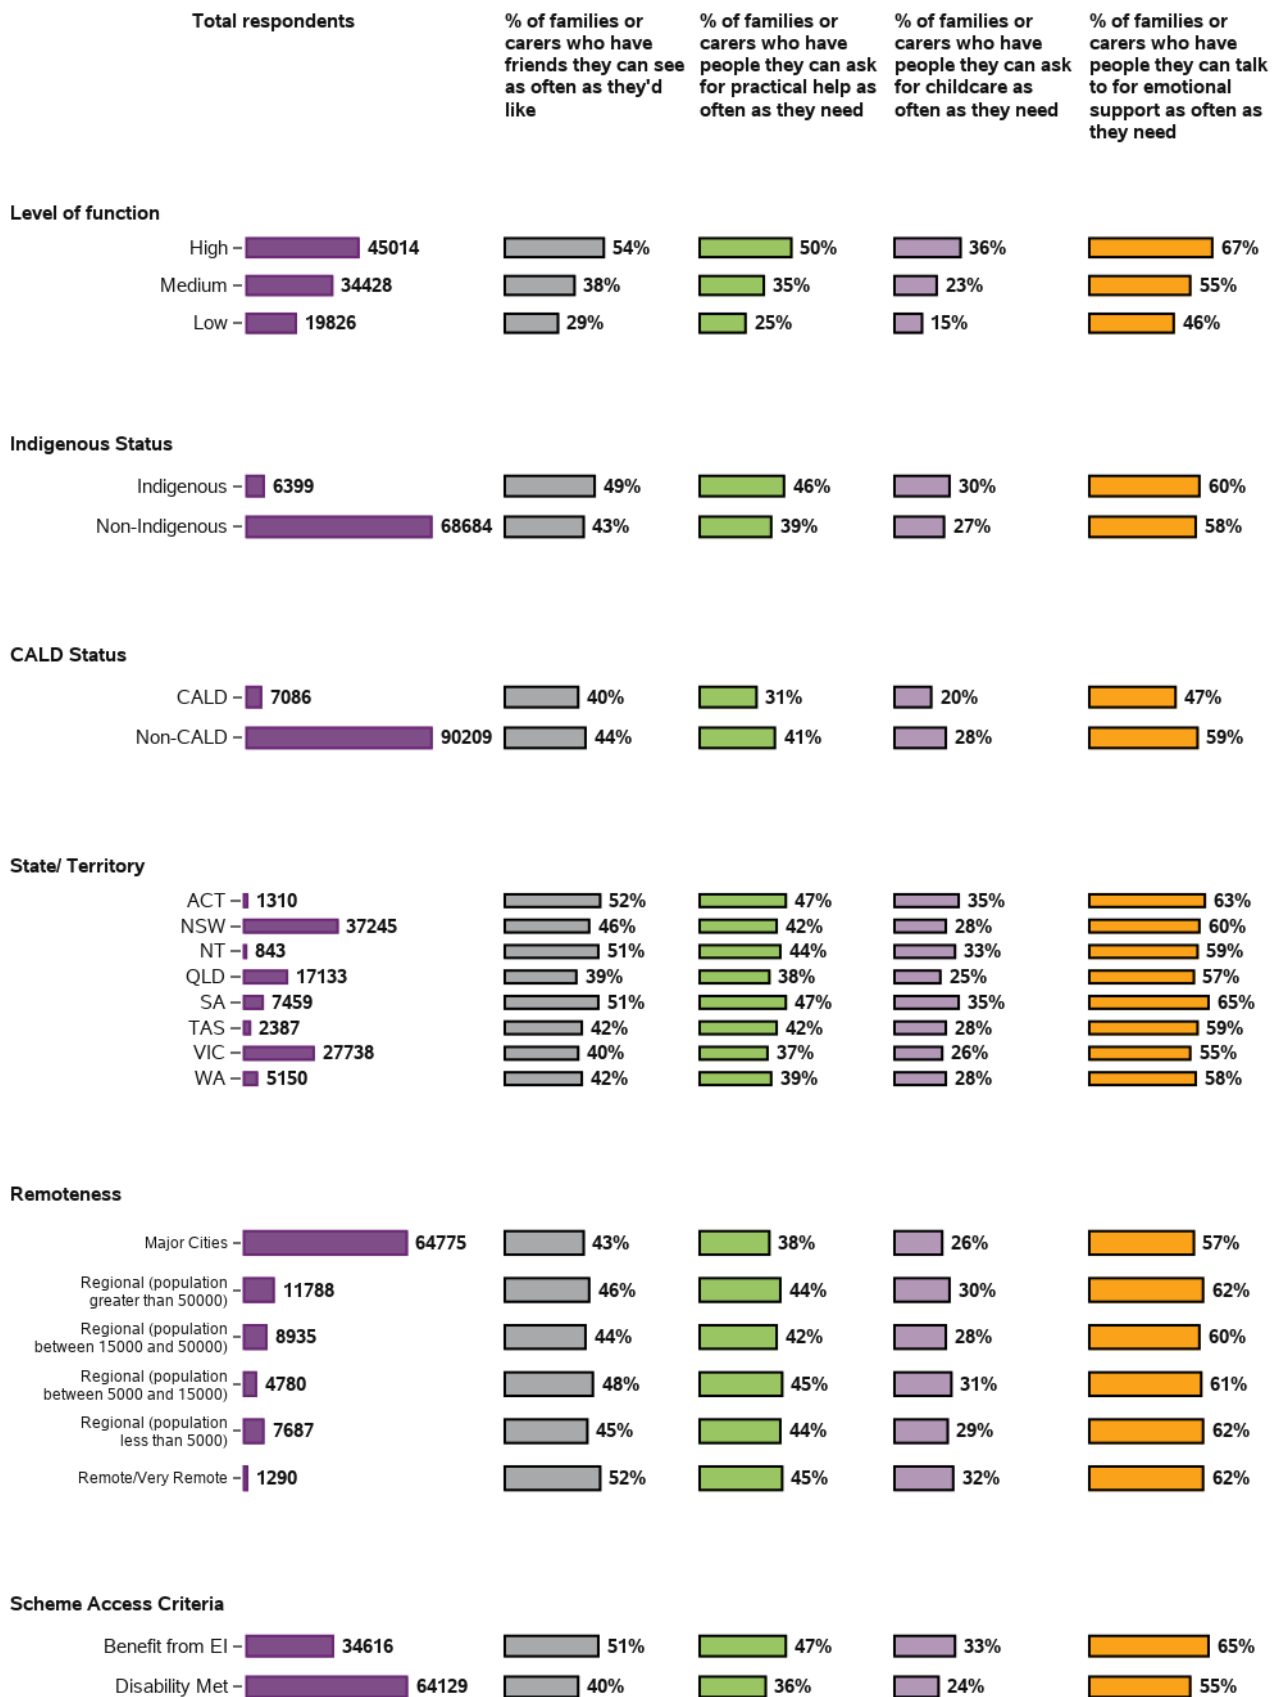 Total respondents
% of families or
carers who have
friends they can see
as often as they'd
like
% of families or
carers who have
people they can ask
for practical help as
often as they need
% of families or
carers who have
people they can ask
for childcare as
often as they need
% of families or
carers who have
people they can talk
to for emotional
support as often as
they need
Level of function
High 45014 54% 50% 36% 67%
Medium 34428 38% 35% 23% 55%
Low 19826 29% 25% 15% 46%
Indigenous Status
Indigenous 6399 49% 46% 30% 60%
Non-Indigenous 68684 43% 39% 27% 58%
CALD Status
CALD 7086 40% 31% 20% 47%
Non-CALD 90209 44% 41% 28% 59%
State/ Territory
ACT 1310 52% 47% 35% 63%
NSW 37245 46% 42% 28% 60%
NT 843 51% 44% 33% 59%
QLD 17133 39% 38% 25% 57%
SA 7459 51% 47% 35% 65%
TAS 2387 42% 42% 28% 59%
VIC 27738 40% 37% 26% 55%
WA 5150 42% 39% 28% 58%
Remoteness
Major Cities 64775 43% 38% 26% 57%
Regional (population
greater than 50000) 11788 46% 44% 30% 62%
Regional (population
between 15000 and 50000) 8935 44% 42% 28% 60%
Regional (population
between 5000 and 15000) 4780 48% 45% 31% 61%
Regional (population
less than 5000) 7687 45% 44% 29% 62%
Remote/Very Remote 1290 52% 45% 32% 62%
Scheme Access Criteria
Benefit from EI 34616 51% 47% 33% 65%
Disability Met 64129 40% 36% 24% 55%